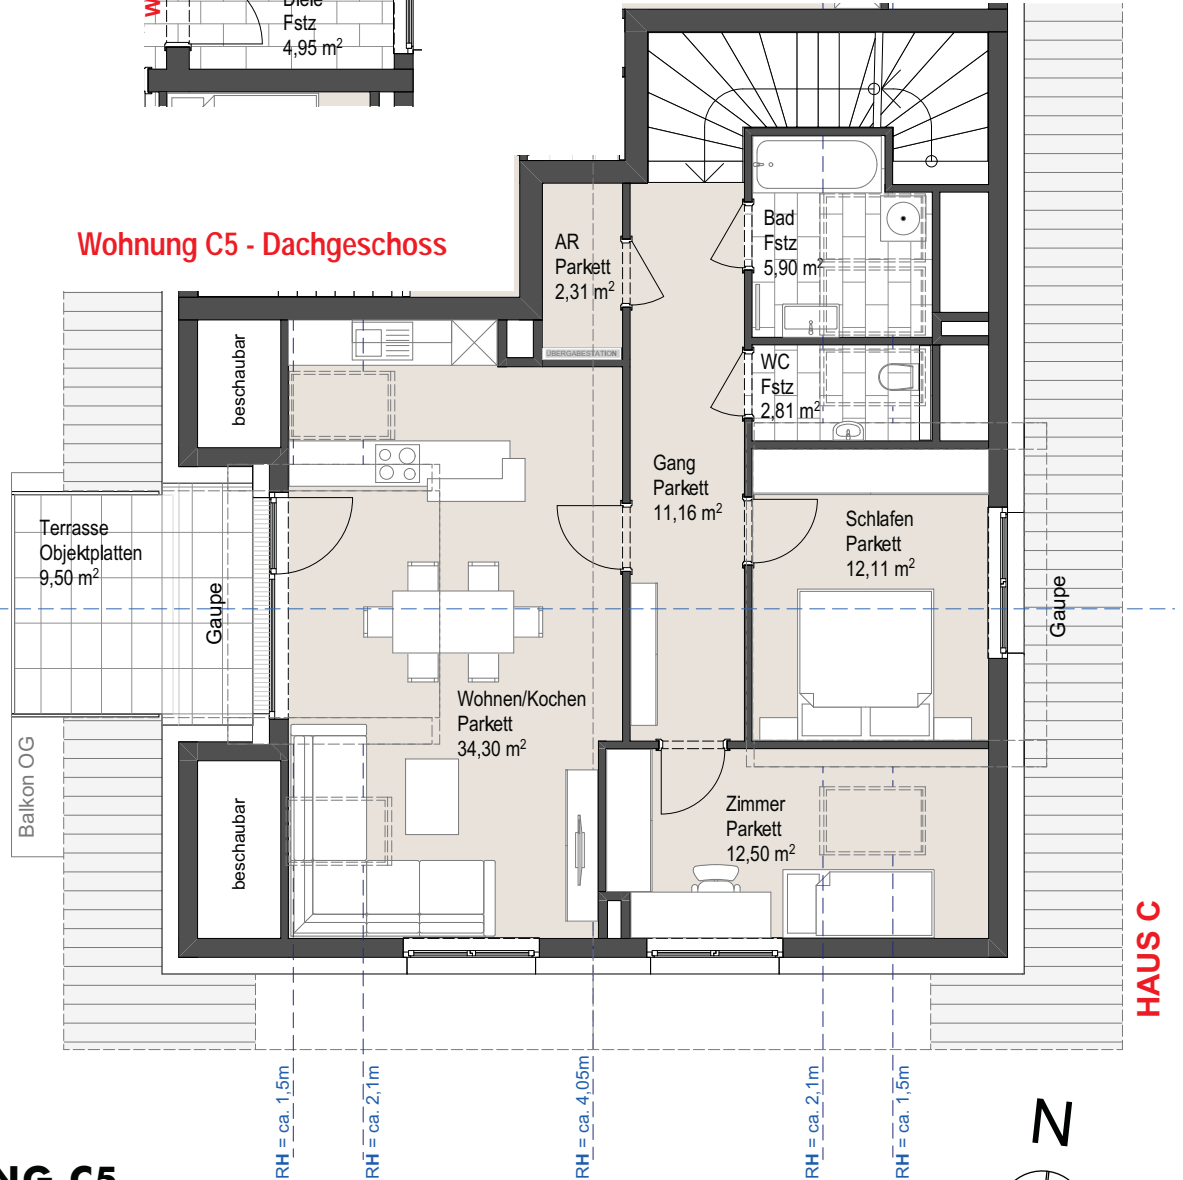 Diele
Fstz
4,95 m²
W
Wohnung C5 - Dachgeschoss
AR
Parkett
2,31 m²
ÜBERGABESTATION
Bad
Fstz
5,90 m²
WC
Fstz
2,81 m²
beschaubar
Gang
Parkett
11,16 m²
Schlafen
Parkett
12,11 m²
Terrasse
Objektplatten
9,50 m²
Gaupe
Gaupe
Wohnen/Kochen
Parkett
34,30 m²
Balkon OG
beschaubar
Zimmer
Parkett
12,50 m²
HAUS C
RH = ca. 1,5m
RH = ca. 2,1m
RH = ca. 4,05m
RH = ca. 2,1m
RH = ca. 1,5m
N
NG C5